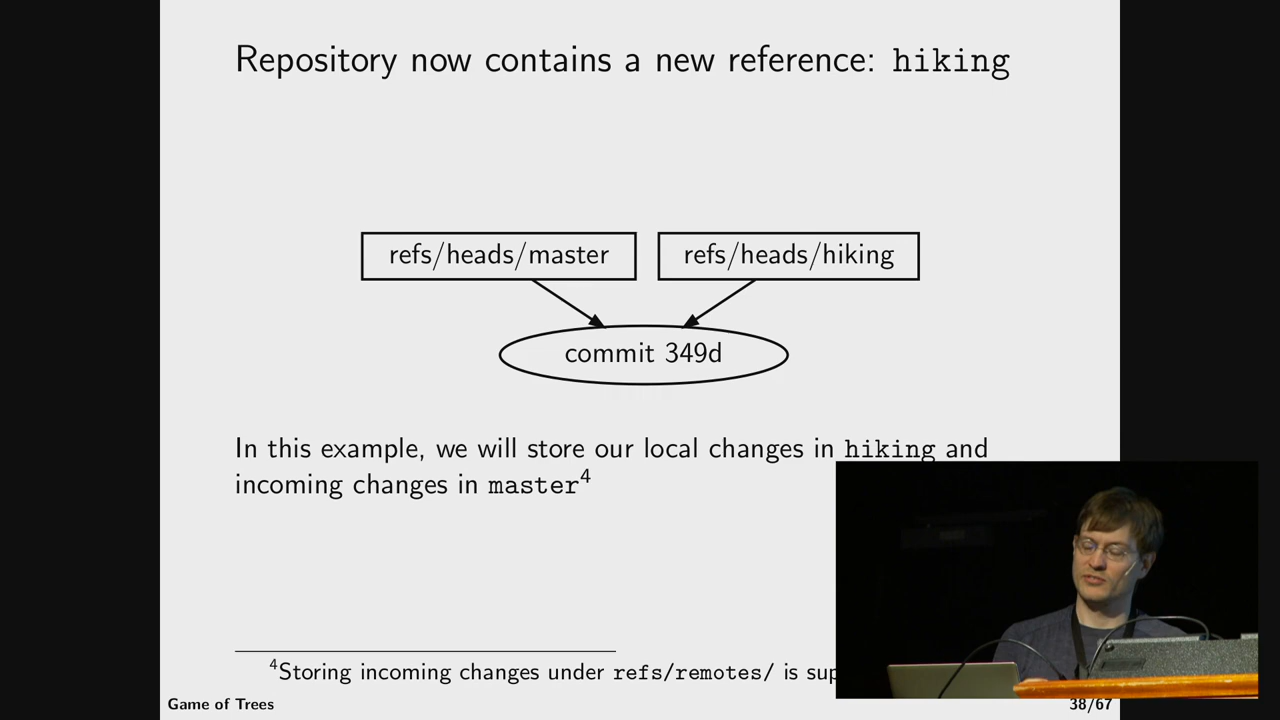 Repository now contains a new reference: hiking
refs/heads/master
refs/heads/hiking
commit 349d
In this example, we will store our local changes in hiking and
incoming changes in master4
4Storing incoming changes under refs/remotes/ is
Game of Trees
38/67